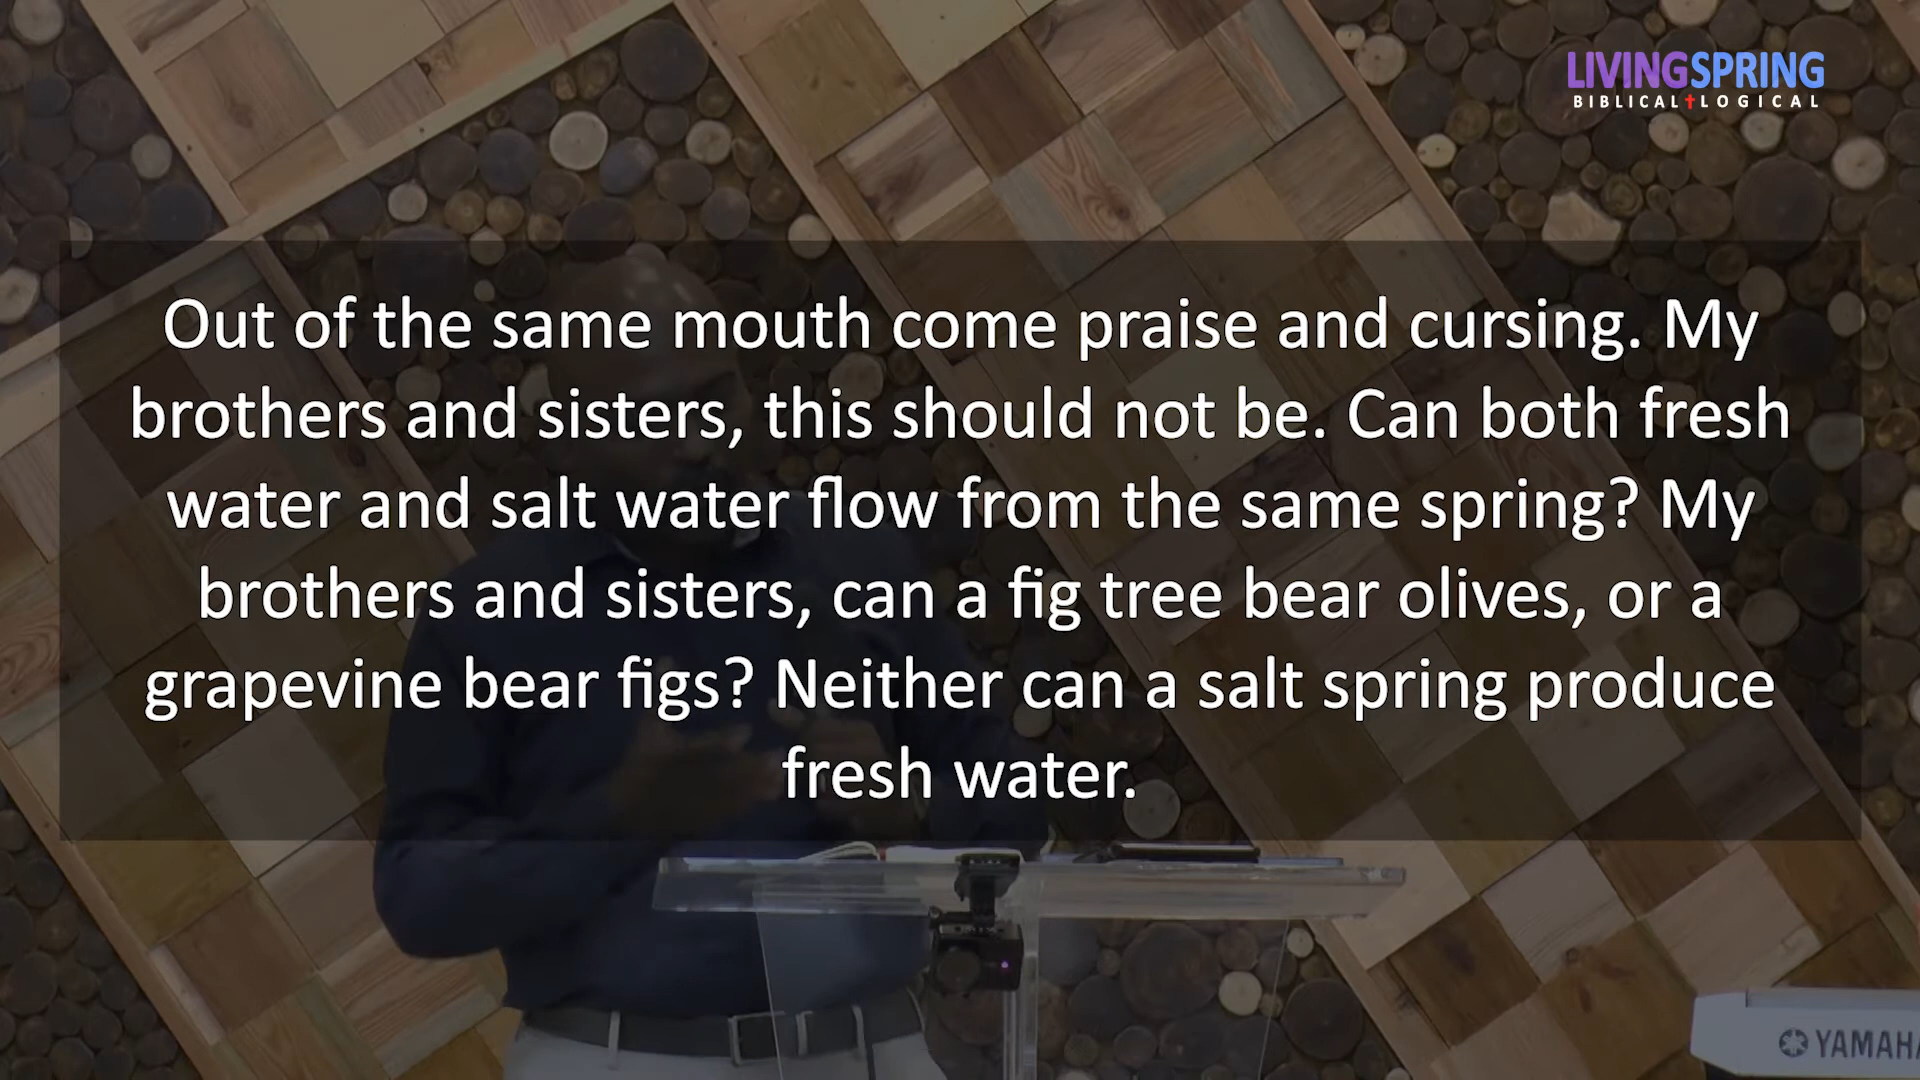 LIVINGSPRING
BIBLICAL LOGICAL
Out of the same mouth come praise and cursing. My
brothers and sisters, this should not be. Can both fresh
water and salt water flow from the same spring? My
brothers and sisters, can a fig tree bear olives, or a
grapevine bear figs? Neither can a salt spring produce
fresh water.
YAMAHA